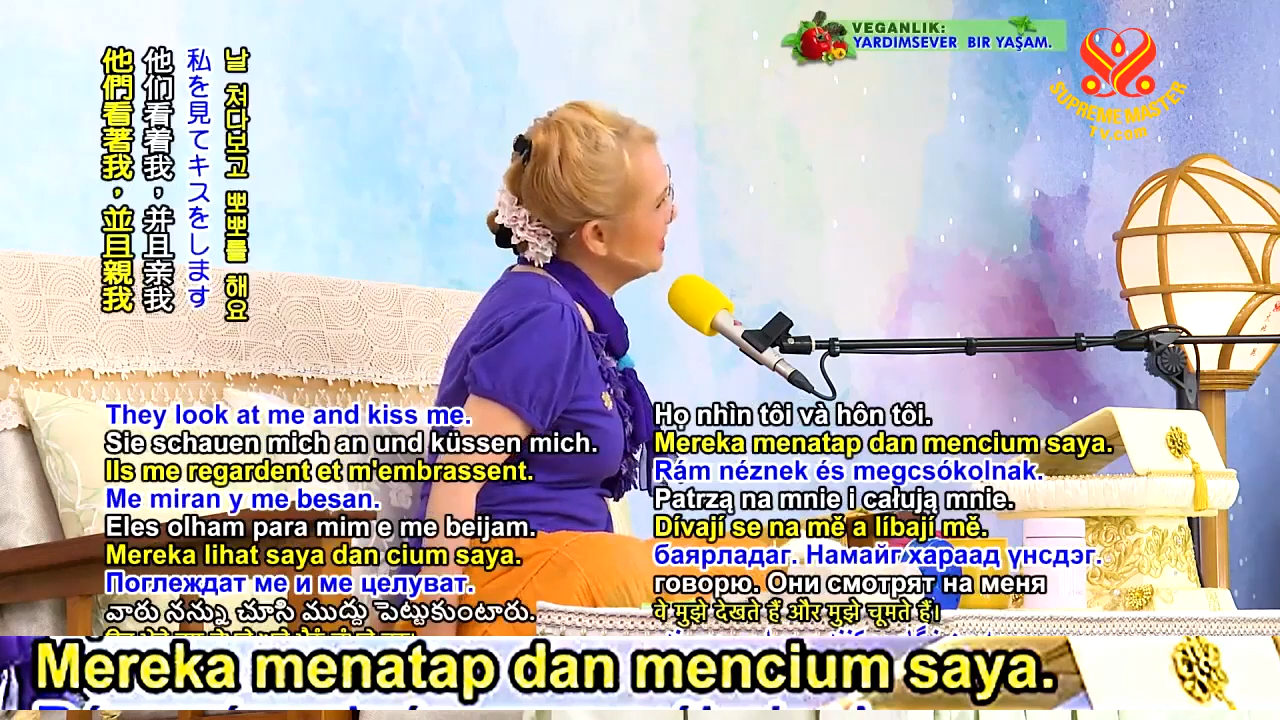 VEGANLIK:
YARDIMSEVER BIR YAŞAM.
SUPREME MASTER
TV.com
날 쳐다보고 뽀뽀를 해요
私を見てキスをします
他们看着我，并且亲我
他們看著我，並且親我
They look at me and kiss me.
Sie schauen mich an und küssen mich.
Ils me regardent et m'embrassent.
Me miran y me besan.
Eles olham para mim e me beijam.
Mereka lihat saya dan cium saya.
Поглеждат ме и ме целуват.
వారు నన్ను చూసి ముద్దు పెట్టుకుంటారు.
Họ nhìn tôi và hôn tôi.
Mereka menatap dan mencium saya.
Rám néznek és megcsókolnak.
Patrzą na mnie i całują mnie.
Dívají se na mě a líbají mě.
баярладаг. Намайг хараад үнсдэг.
говорю. Они смотрят на меня
वे मुझे देखते हैं और मुझे चूमते हैं।
Mereka menatap dan mencium saya.